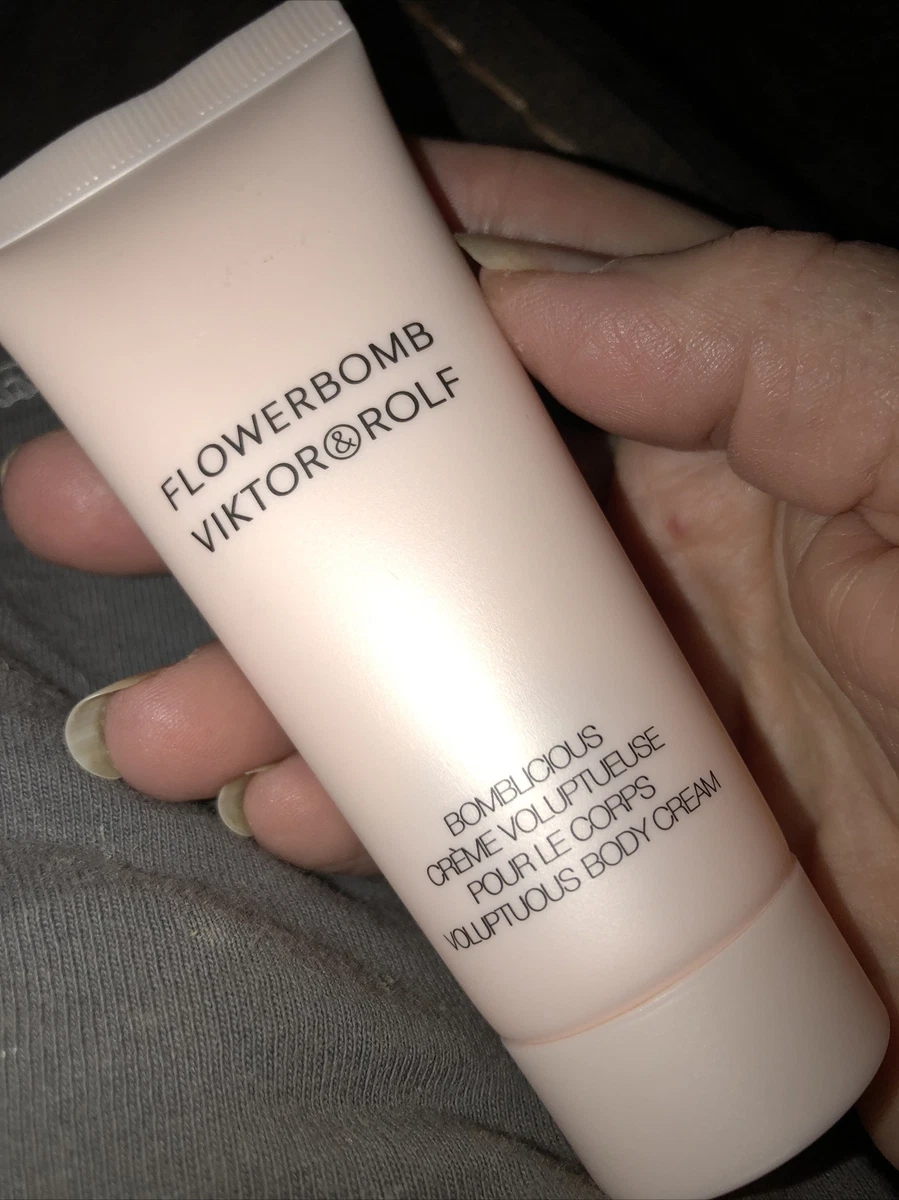 FLOWERBOMB
VIKTOR&ROLF
BOMBLICIOUS
CRÈME VOLUPTUEUSE
POUR LE CORPS
VOLUPTUOUS BODY CREAM